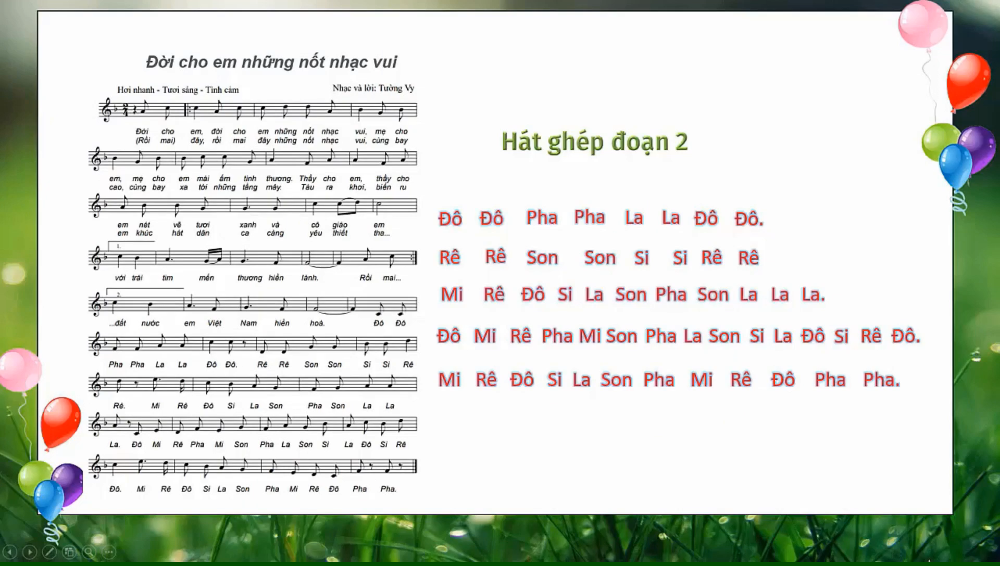 Đời cho em những nốt nhạc vui
Hơi nhanh - Tươi sáng - Tình cảm
Nhạc và lời: Tường Vy
2
4
Đời cho em, đời cho em những nốt nhạc vui, mẹ cho
(Rồi mai) đây, rồi mai đây những nốt nhạc vui, cùng bay
em, mẹ cho em mái ấm tình thương. Thầy cho em, thầy cho
cao, cùng bay xa tới những tầng mây. Tàu ra khơi, biển ru
em nét vẽ tươi xanh và cô giáo em
em khúc hát dân ca càng yêu thiết tha...
1.
với trái tim mến thương hiền lành. Rồi mai...
2.
...đất nước em Việt Nam hiền hoà. Đô Đô
Pha Pha La La Đô Đô. Rê Rê Son Son Si Si Rê
Rê. Mi Rê Đô Si La Son Pha Son La La
La. Đô Mi Rê Pha Mi Son Pha La Son Si La Đô Si Rê
Đô. Mi Rê Đô Si La Son Pha Mi Rê Đô Pha Pha.
Hát ghép đoạn 2
Đô Đô Pha Pha La La Đô Đô.
Rê Rê Son Son Si Si Rê Rê
Mi Rê Đô Si La Son Pha Son La La La.
Đô Mi Rê Pha Mi Son Pha La Son Si La Đô Si Rê Đô.
Mi Rê Đô Si La Son Pha Mi Rê Đô Pha Pha.